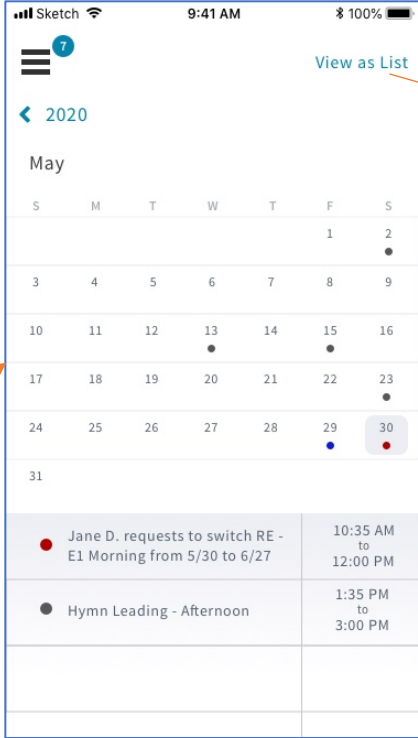 Sketch 9:41 AM 100%
7
View as List
2020
May
S M T W T F S
1 2
3 4 5 6 7 8 9
10 11 12 13 14 15 16
17 18 19 20 21 22 23
24 25 26 27 28 29 30
31
Jane D. requests to switch RE -
E1 Morning from 5/30 to 6/27
10:35 AM
to
12:00 PM
Hymn Leading - Afternoon
1:35 PM
to
3:00 PM